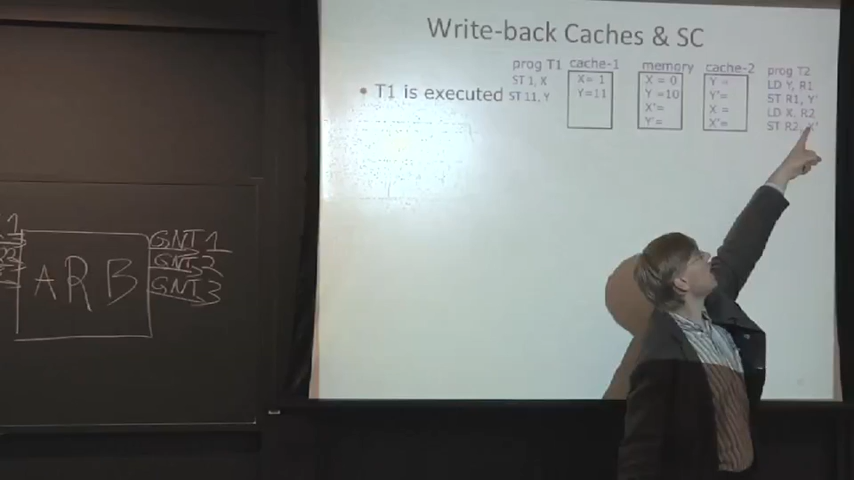 Write-back Caches & SC
prog T1
ST 1, X
ST 11, Y
cache-1
X= 1
Y=11
memory
X = 0
Y =10
X'=
Y'=
cache-2
Y =
Y'=
X =
X'=
prog T2
LD Y, R1
ST R1, Y'
LD X, R2
ST R2, X'
• T1 is executed
1
ARB
GNT 1
GNT 2
GNT 3